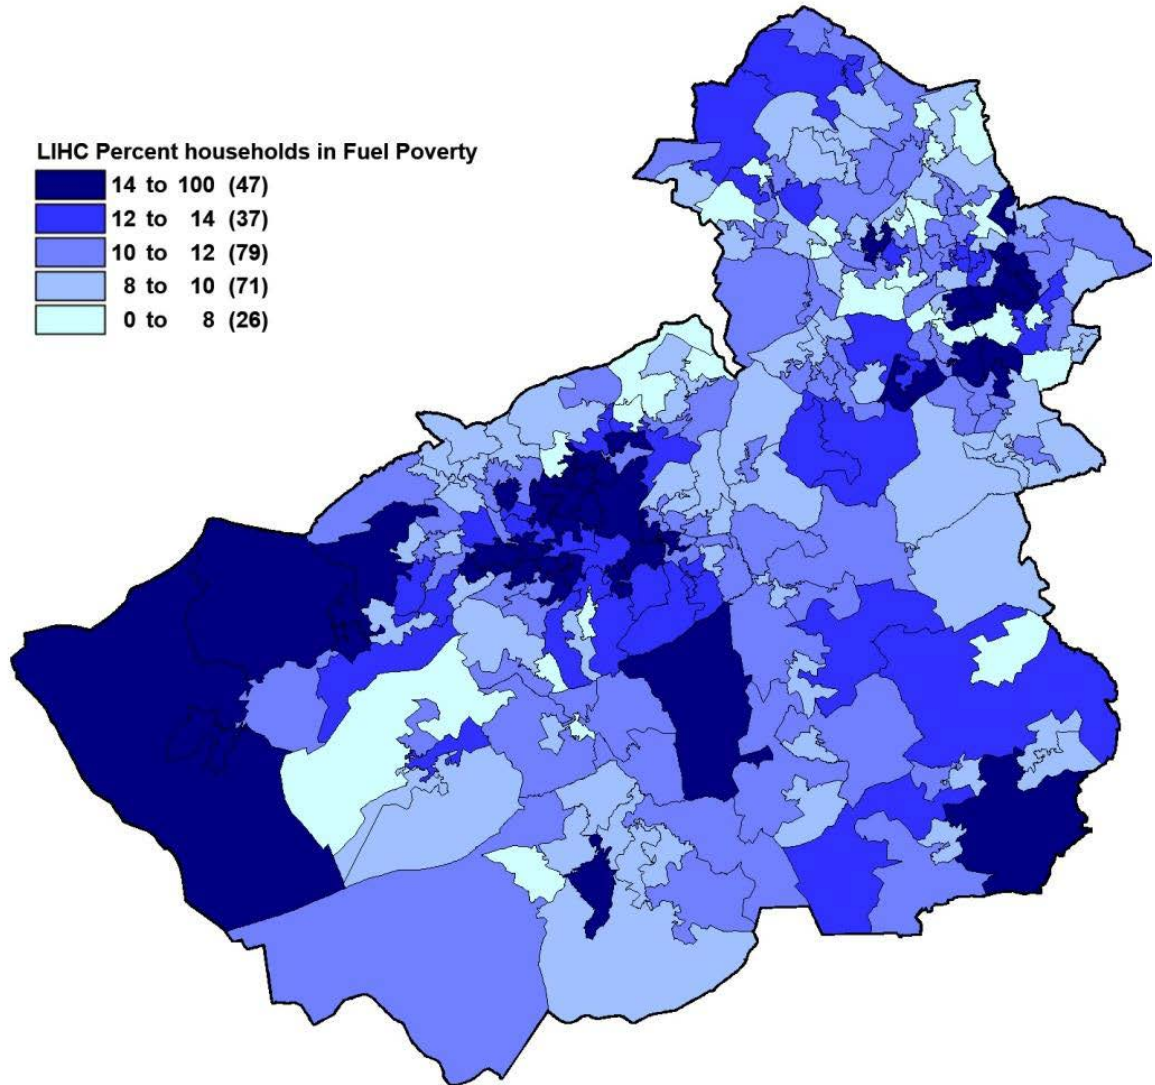 LIHC Percent households in Fuel Poverty
14 to 100 (47)
12 to 14 (37)
10 to 12 (79)
8 to 10 (71)
0 to 8 (26)